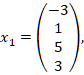 x₁ = (−3
1
5
3),